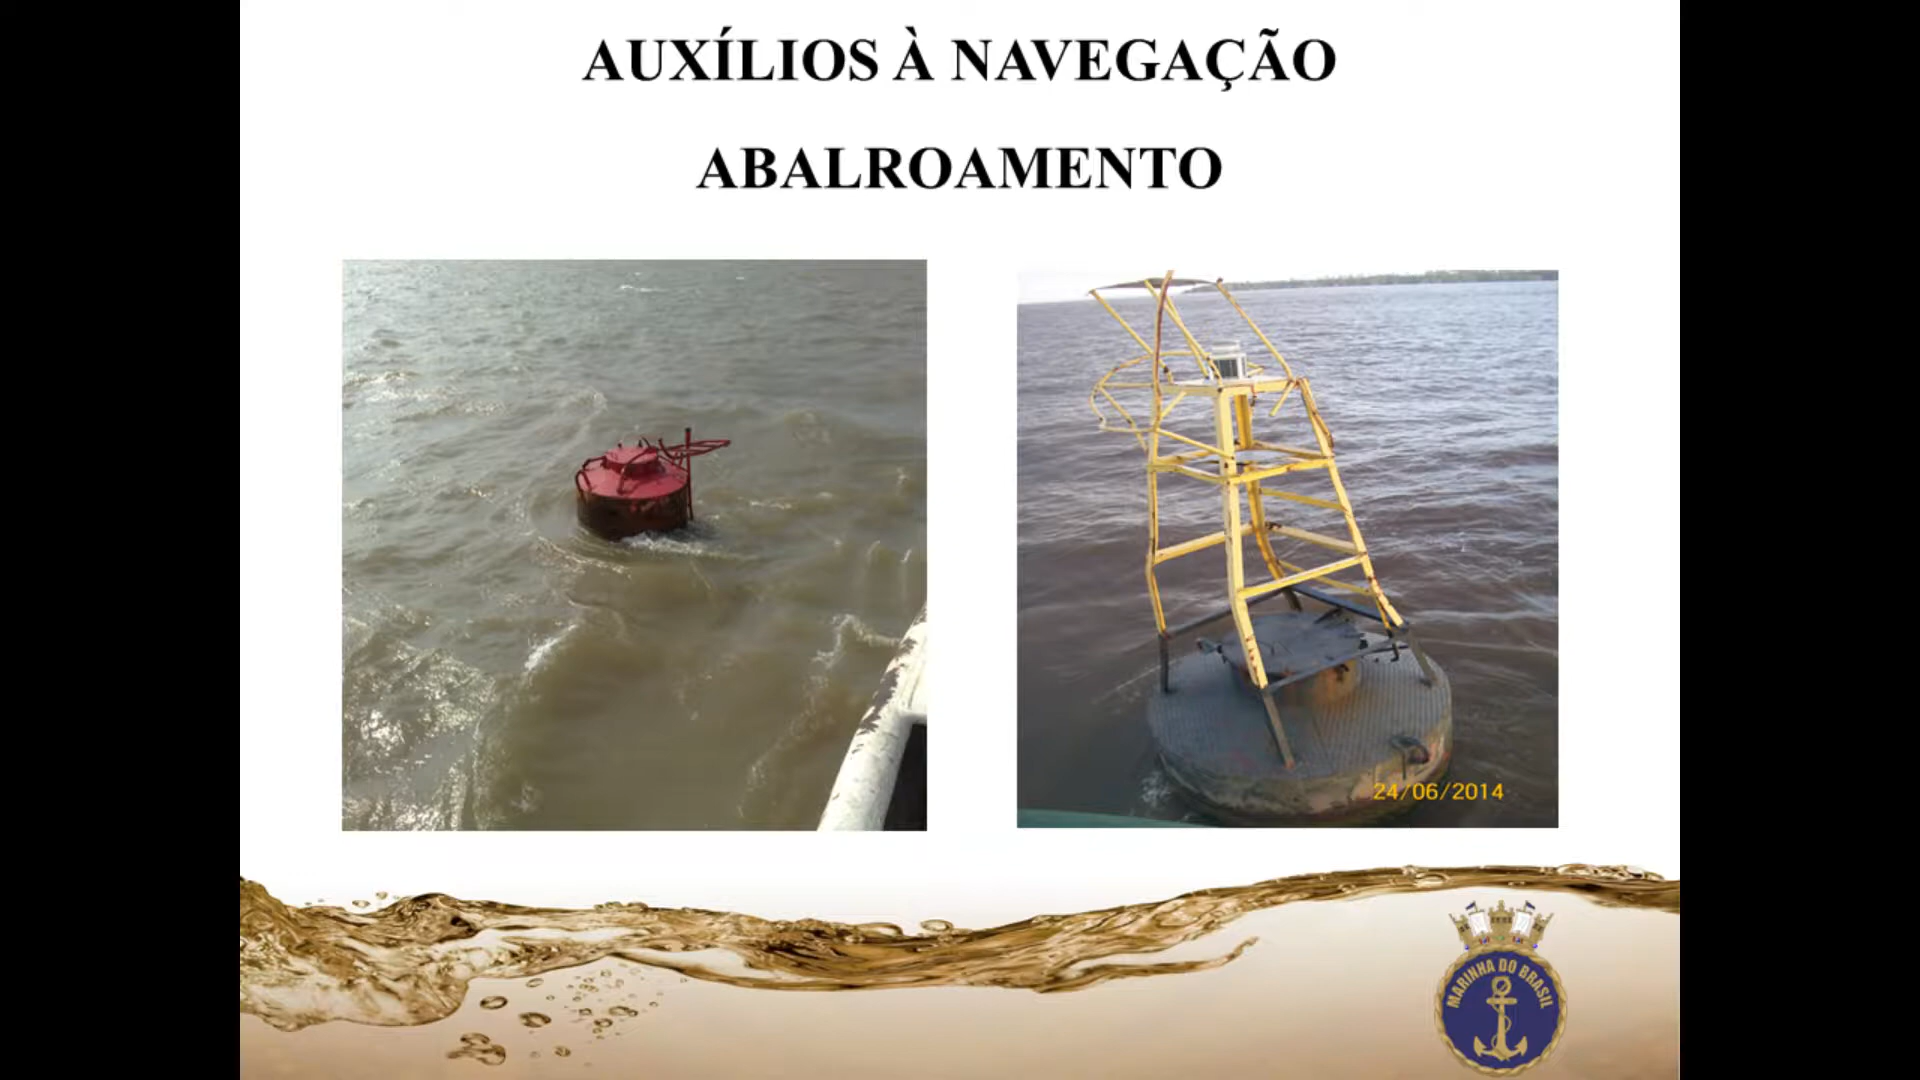 AUXÍLIOS À NAVEGAÇÃO
ABALROAMENTO
24/06/2014
MARINHA DO BRASIL